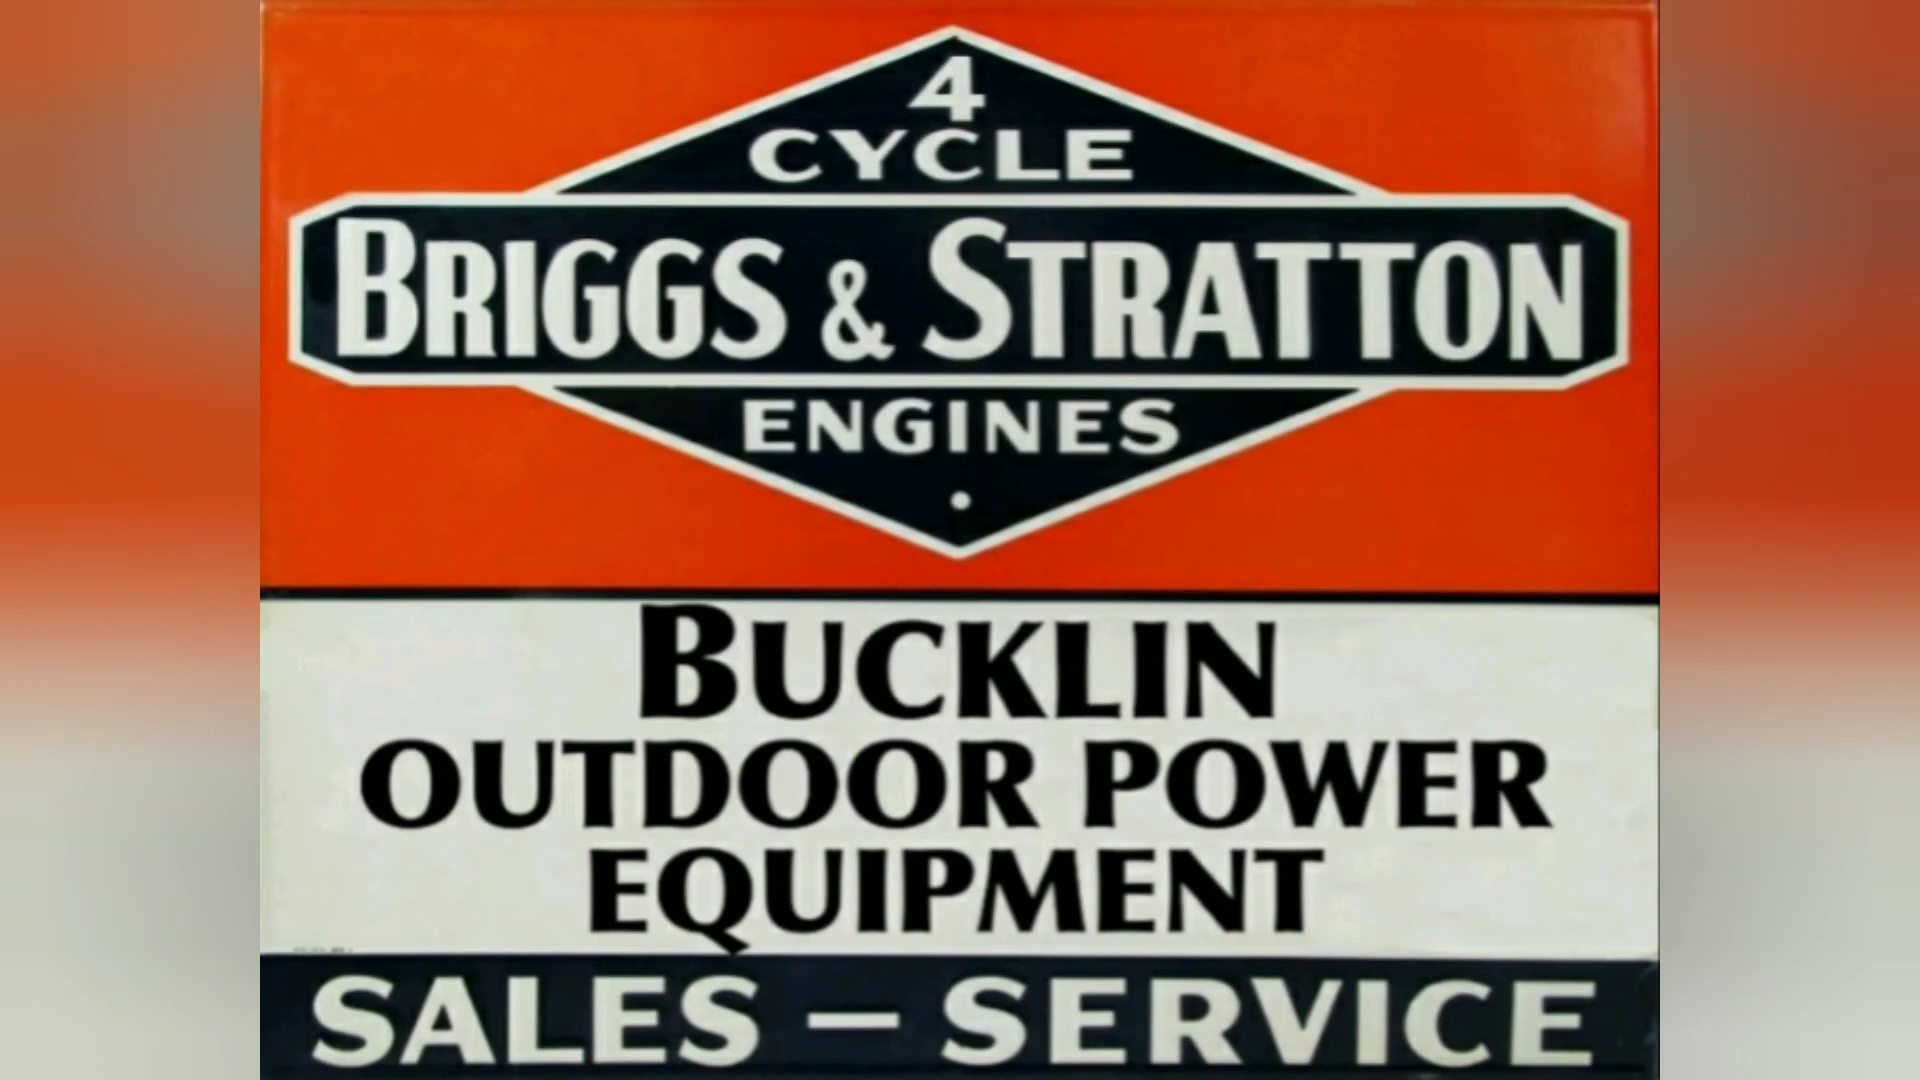 4
CYCLE
BRIGGS & STRATTON
ENGINES
BUCKLIN
OUTDOOR POWER
EQUIPMENT
SALES — SERVICE